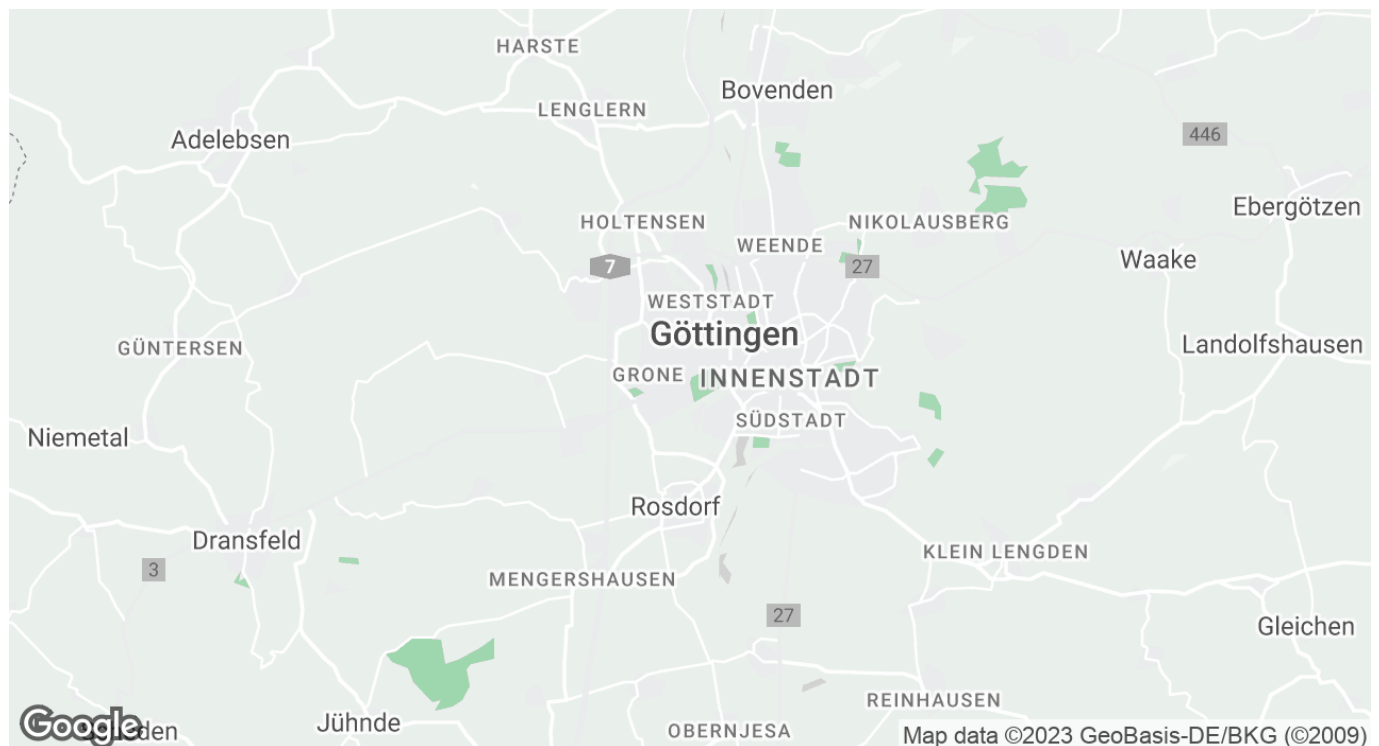 HARSTE
Bovenden
LENGLERN
Adelebsen
446
Ebergötzen
HOLTENSEN
NIKOLAUSBERG
WEENDE
Waake
7
27
WESTSTADT
Göttingen
GÜNTERSEN
Landolfshausen
GRONE
INNENSTADT
SÜDSTADT
Niemetal
Rosdorf
Dransfeld
KLEIN LENGDEN
3
MENGERSHAUSEN
27
Gleichen
REINHAUSEN
Jühnde
Google
OBERNJESA
Map data ©2023 GeoBasis-DE/BKG (©2009)